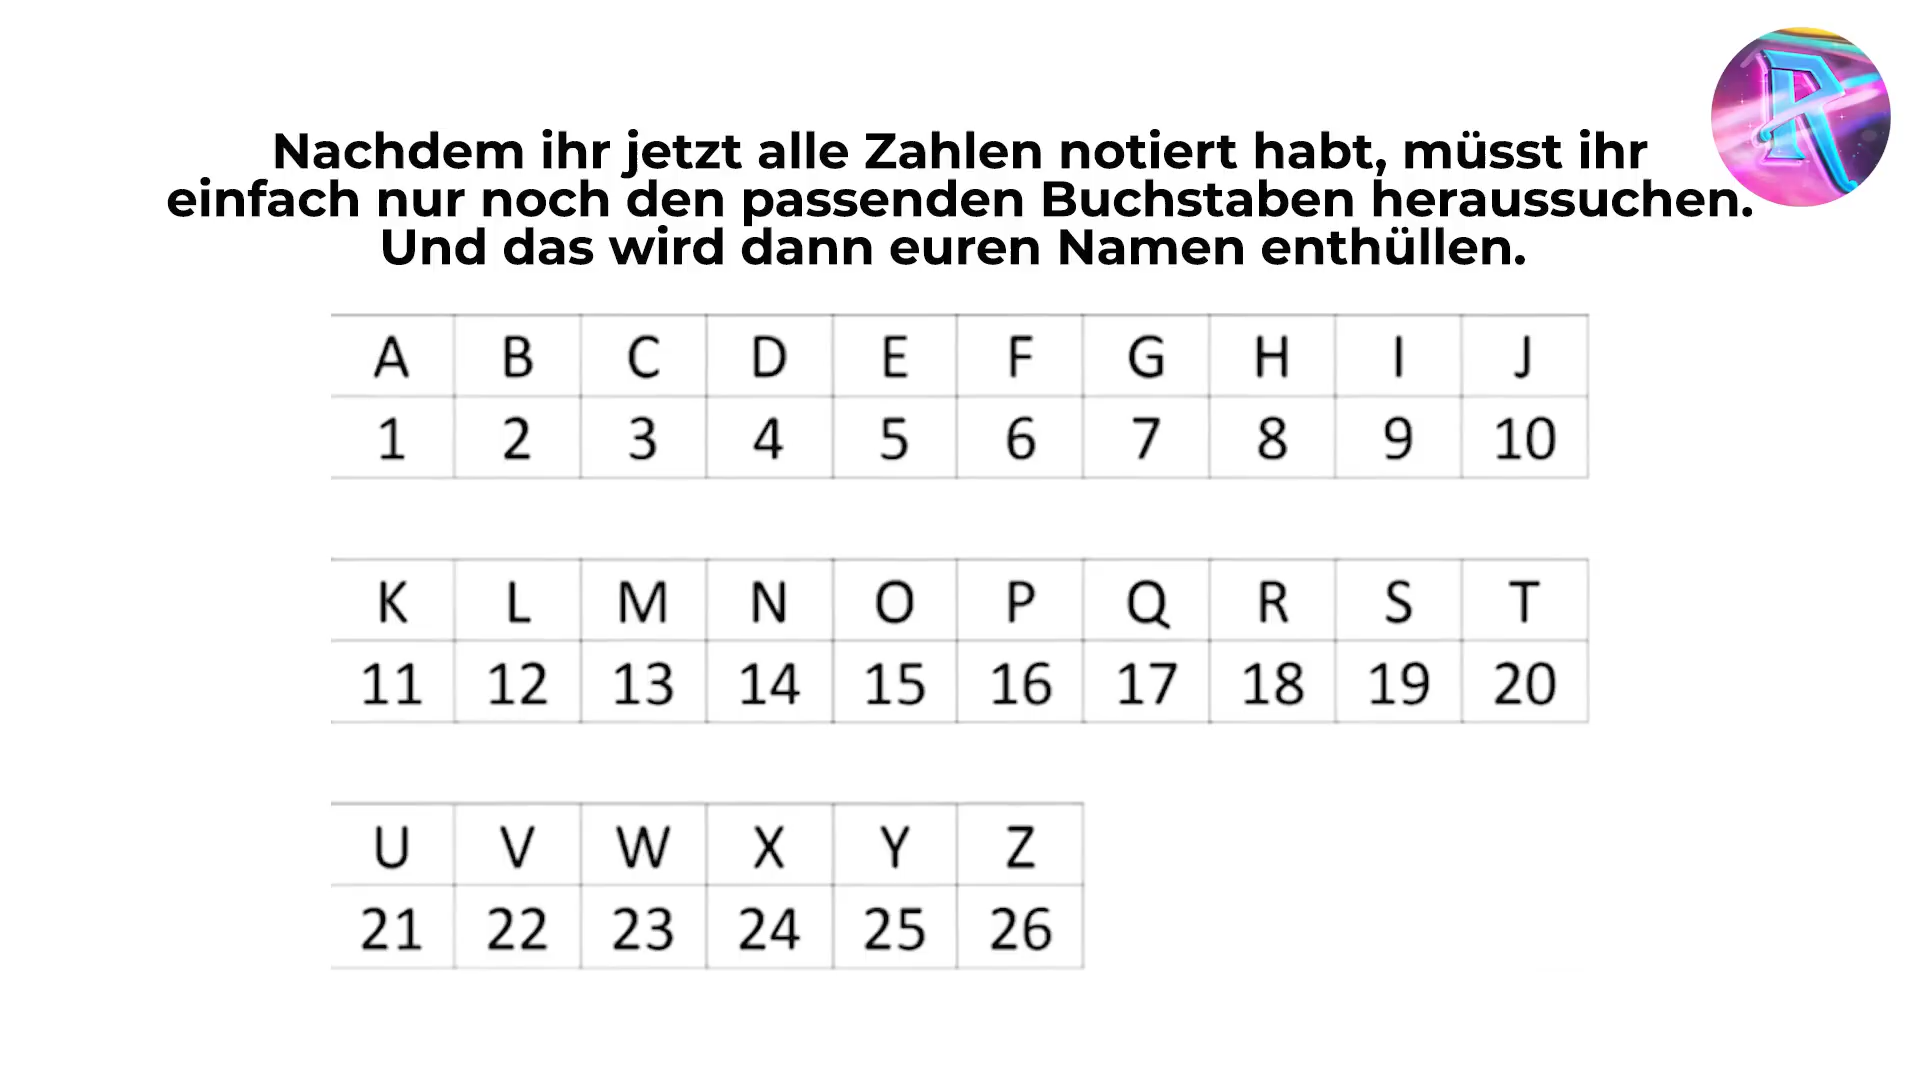 Nachdem ihr jetzt alle Zahlen notiert habt, müsst ihr
einfach nur noch den passenden Buchstaben heraussuchen.
Und das wird dann euren Namen enthüllen.
R
A B C D E F G H I J
1 2 3 4 5 6 7 8 9 10
K L M N O P Q R S T
11 12 13 14 15 16 17 18 19 20
U V W X Y Z
21 22 23 24 25 26